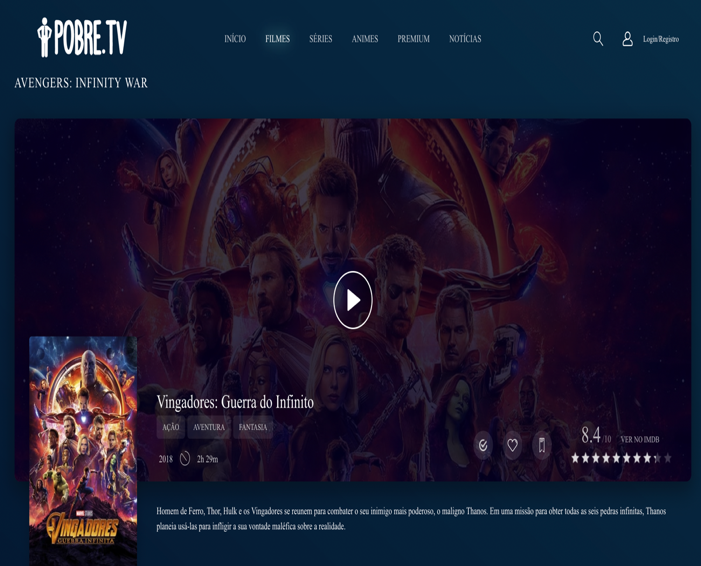 POBRE.TV
INÍCIO FILMES SÉRIES ANIMES PREMIUM NOTÍCIAS
Login/Registro
AVENGERS: INFINITY WAR
Vingadores: Guerra do Infinito
AÇÃO AVENTURA FANTASIA
2018 2h 29m
8.4 /10 VER NO IMDB
MARVEL STUDIOS
VINGADORES
GUERRA INFINITA
Homem de Ferro, Thor, Hulk e os Vingadores se reunem para combater o seu inimigo mais poderoso, o maligno Thanos. Em uma missão para obter todas as seis pedras infinitas, Thanos
planeia usá-las para infligir a sua vontade maléfica sobre a realidade.